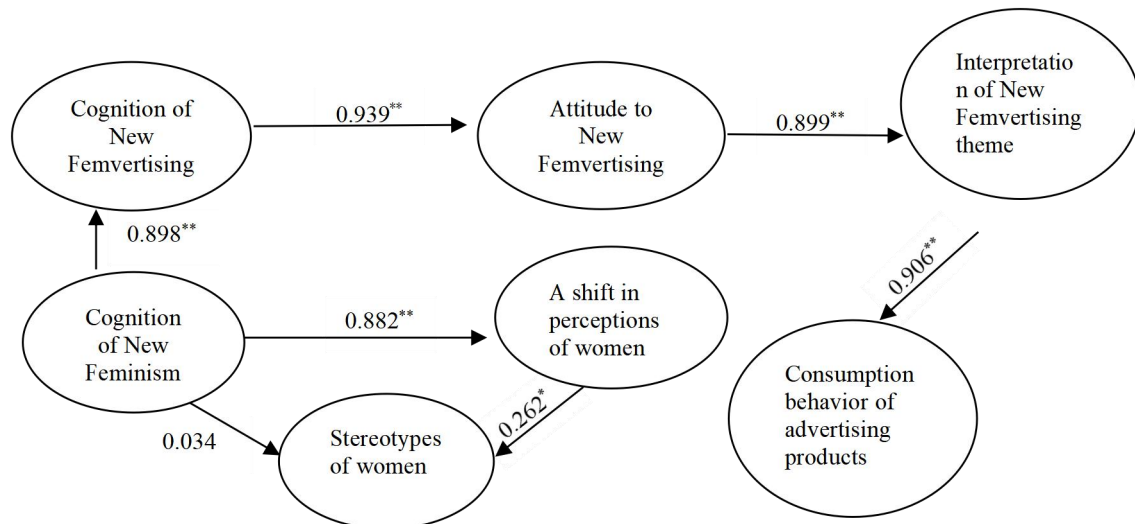 Cognition of
New
Femvertising
0.939**
Attitude to
New
Femvertising
0.899**
Interpretatio
n of New
Femvertising
theme
0.898**
0.906**
Cognition
of New
Feminism
0.882**
A shift in
perceptions
of women
0.034
Stereotypes
of women
0.262*
Consumption
behavior of
advertising
products